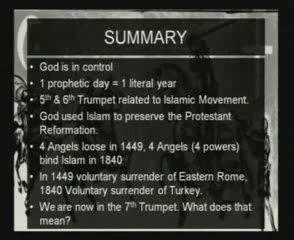 SUMMARY
• God is in control
• 1 prophetic day = 1 literal year
• 5th & 6th Trumpet related to Islamic Movement.
• God used Islam to preserve the Protestant
Reformation.
• 4 Angels loose in 1449, 4 Angels (4 powers)
bind Islam in 1840
• In 1449 voluntary surrender of Eastern Rome,
1840 Voluntary surrender of Turkey.
• We are now in the 7th Trumpet. What does that
mean?